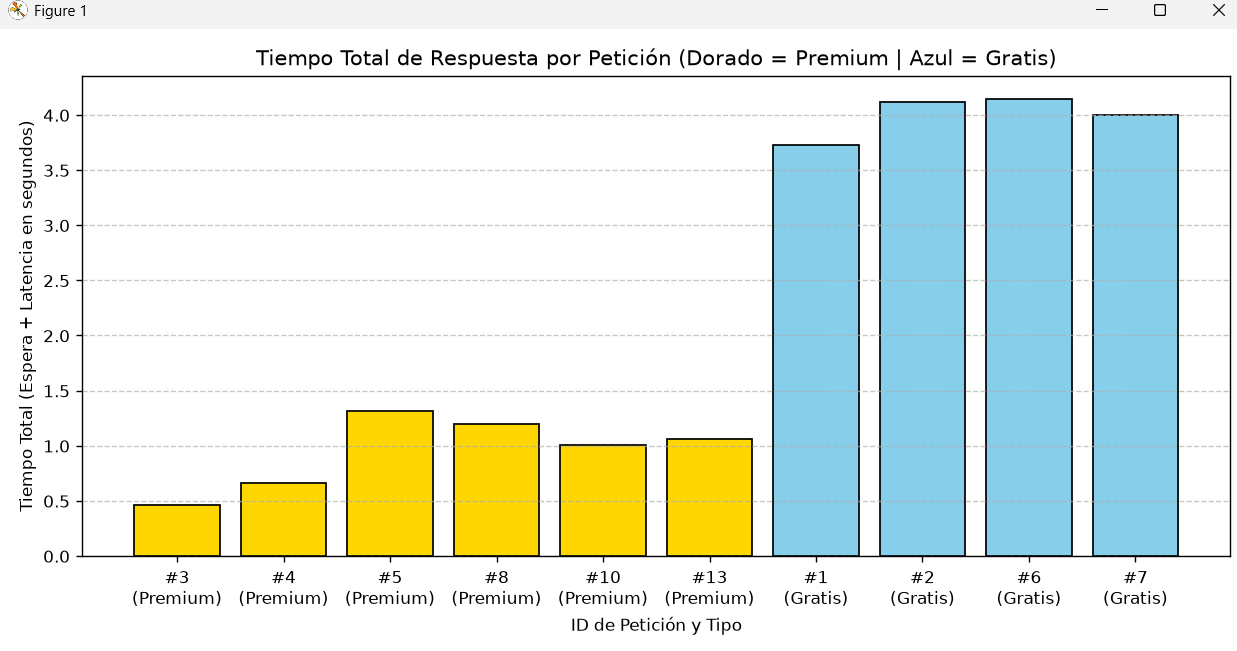 Figure 1
Tiempo Total de Respuesta por Petición (Dorado = Premium | Azul = Gratis)
Tiempo Total (Espera + Latencia en segundos)
4.0
3.5
3.0
2.5
2.0
1.5
1.0
0.5
0.0
#3 #4 #5 #8 #10 #13 #1 #2 #6 #7
(Premium) (Premium) (Premium) (Premium) (Premium) (Premium) (Gratis) (Gratis) (Gratis) (Gratis)
ID de Petición y Tipo